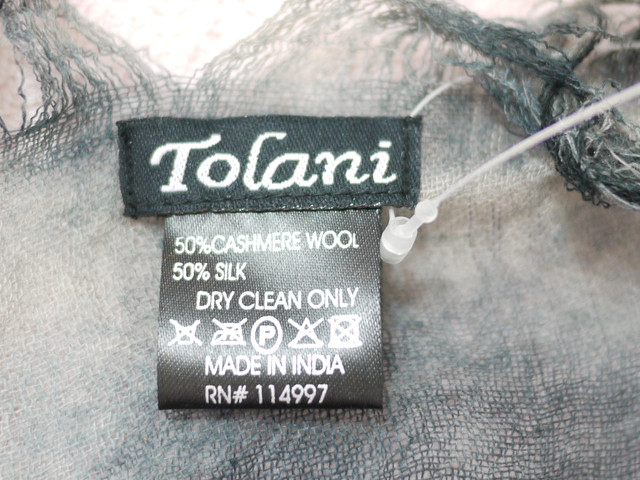 Tolani
50%CASHMERE WOOL
50% SILK
DRY CLEAN ONLY
P
MADE IN INDIA
RN# 114997